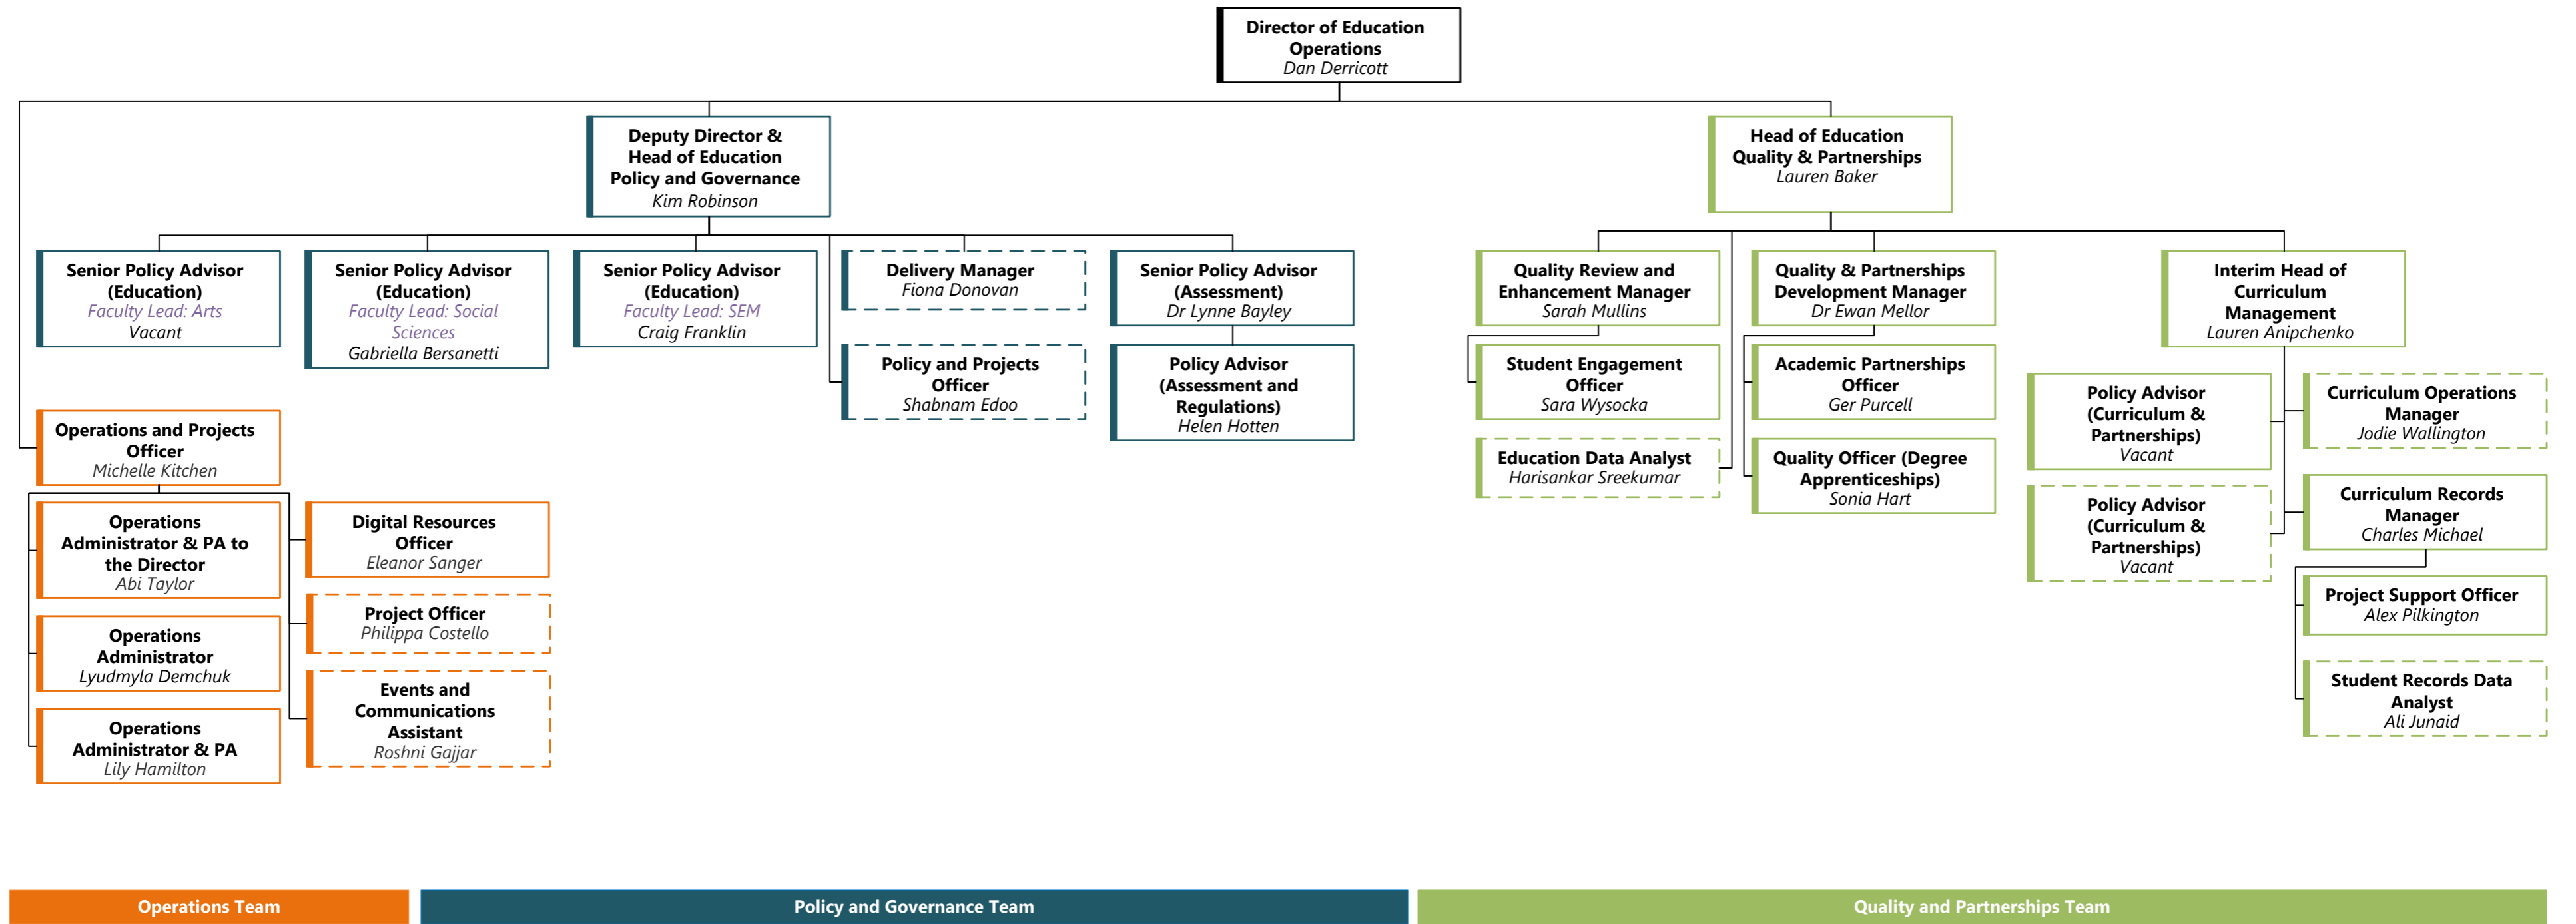 Director of Education
Operations
Dan Derricott
Deputy Director &
Head of Education
Policy and Governance
Kim Robinson
Head of Education
Quality & Partnerships
Lauren Baker
Senior Policy Advisor
(Education)
Faculty Lead: Arts
Vacant
Senior Policy Advisor
(Education)
Faculty Lead: Social
Sciences
Gabriella Bersanetti
Senior Policy Advisor
(Education)
Faculty Lead: SEM
Craig Franklin
Delivery Manager
Fiona Donovan
Policy and Projects
Officer
Shabnam Edoo
Senior Policy Advisor
(Assessment)
Dr Lynne Bayley
Policy Advisor
(Assessment and
Regulations)
Helen Hotten
Quality Review and
Enhancement Manager
Sarah Mullins
Student Engagement
Officer
Sara Wysocka
Education Data Analyst
Harisankar Sreekumar
Quality & Partnerships
Development Manager
Dr Ewan Mellor
Academic Partnerships
Officer
Ger Purcell
Quality Officer (Degree
Apprenticeships)
Sonia Hart
Interim Head of
Curriculum
Management
Lauren Anipchenko
Policy Advisor
(Curriculum &
Partnerships)
Vacant
Policy Advisor
(Curriculum &
Partnerships)
Vacant
Curriculum Operations
Manager
Jodie Wallington
Curriculum Records
Manager
Charles Michael
Project Support Officer
Alex Pilkington
Student Records Data
Analyst
Ali Junaid
Operations and Projects
Officer
Michelle Kitchen
Operations
Administrator & PA to
the Director
Abi Taylor
Operations
Administrator
Lyudmyla Demchuk
Operations
Administrator & PA
Lily Hamilton
Digital Resources
Officer
Eleanor Sanger
Project Officer
Philippa Costello
Events and
Communications
Assistant
Roshni Gajjar
Operations Team
Policy and Governance Team
Quality and Partnerships Team